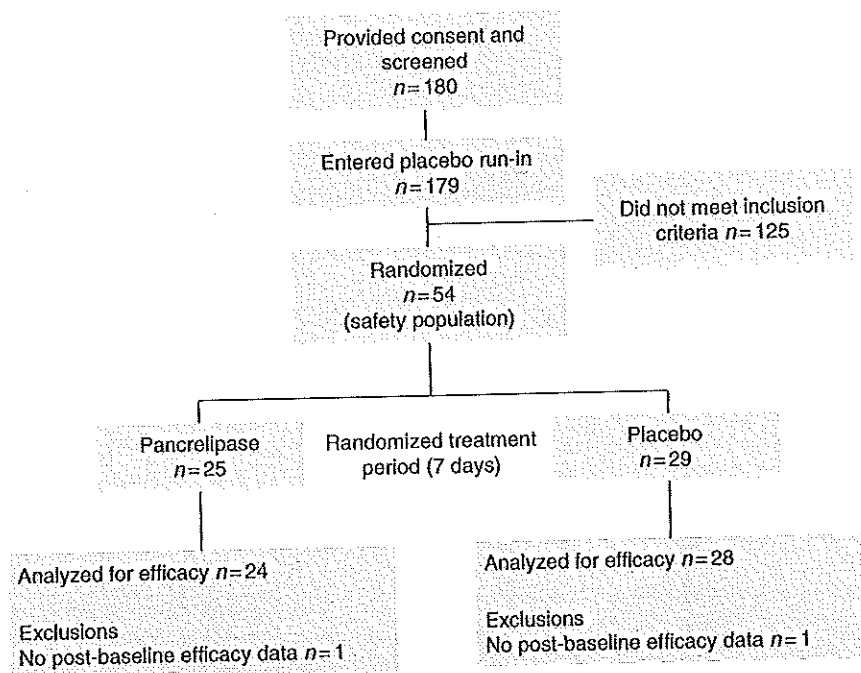 Provided consent and
screened
n=180
Entered placebo run-in
n=179
Did not meet inclusion
criteria n=125
Randomized
n=54
(safety population)
Pancrelipase
n=25
Randomized treatment
period (7 days)
Placebo
n=29
Analyzed for efficacy n=24
Exclusions
No post-baseline efficacy data n=1
Analyzed for efficacy n=28
Exclusions
No post-baseline efficacy data n=1